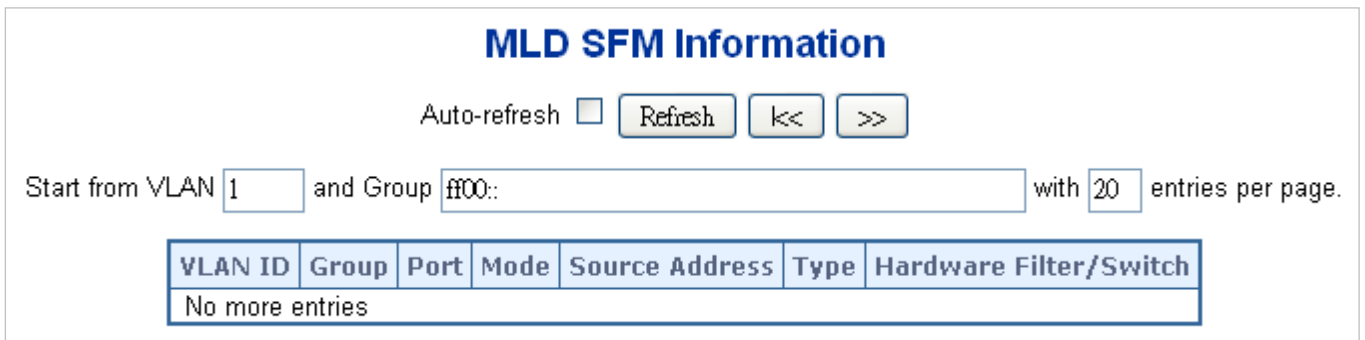 MLD SFM Information
Auto-refresh Refresh |<< >>
Start from VLAN 1 and Group ff00:: with 20 entries per page.
VLAN ID Group Port Mode Source Address Type Hardware Filter/Switch
No more entries